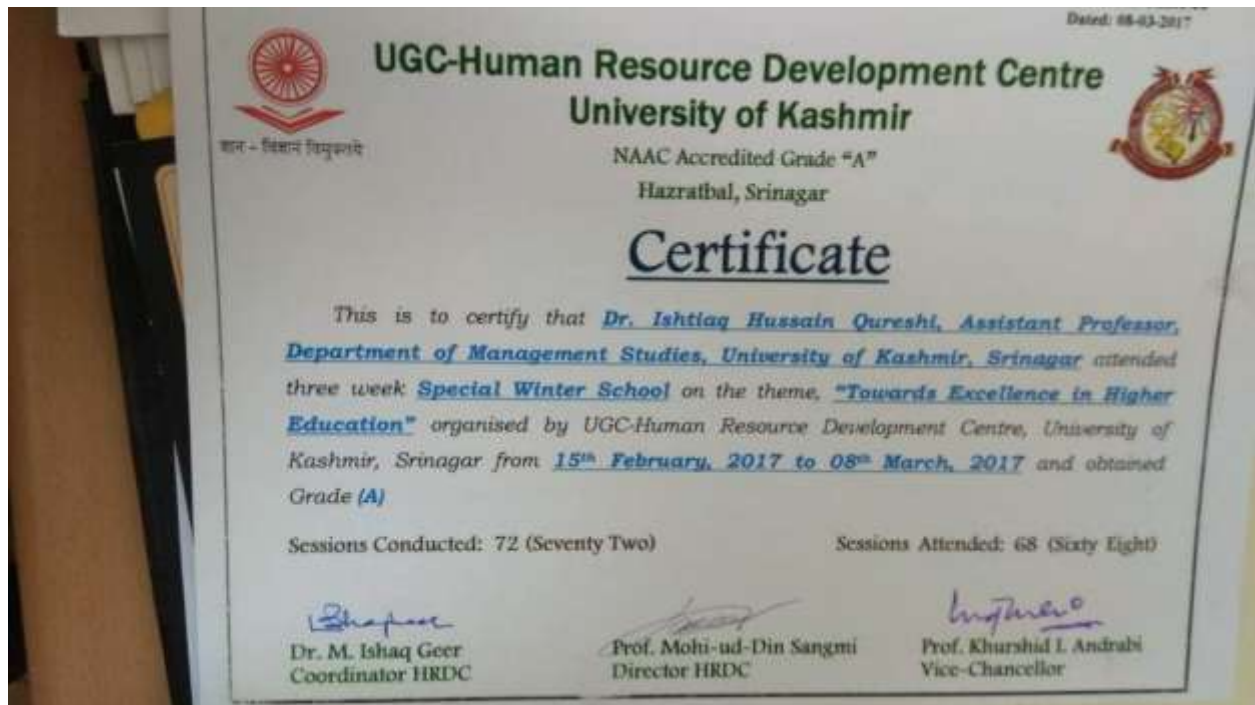 Dated: 08-03-2017
UGC-Human Resource Development Centre
University of Kashmir
NAAC Accredited Grade “A”
Hazratbal, Srinagar
ज्ञान - विज्ञानं विमुक्तये
Certificate
This is to certify that Dr. Ishtiaq Hussain Qureshi, Assistant Professor,
Department of Management Studies, University of Kashmir, Srinagar attended
three week Special Winter School on the theme, "Towards Excellence in Higher
Education" organised by UGC-Human Resource Development Centre, University of
Kashmir, Srinagar from 15th February, 2017 to 08th March, 2017 and obtained
Grade (A)
Sessions Conducted: 72 (Seventy Two) Sessions Attended: 68 (Sixty Eight)
Dr. M. Ishaq Geer Prof. Mohi-ud-Din Sangmi Prof. Khurshid I. Andrabi
Coordinator HRDC Director HRDC Vice-Chancellor